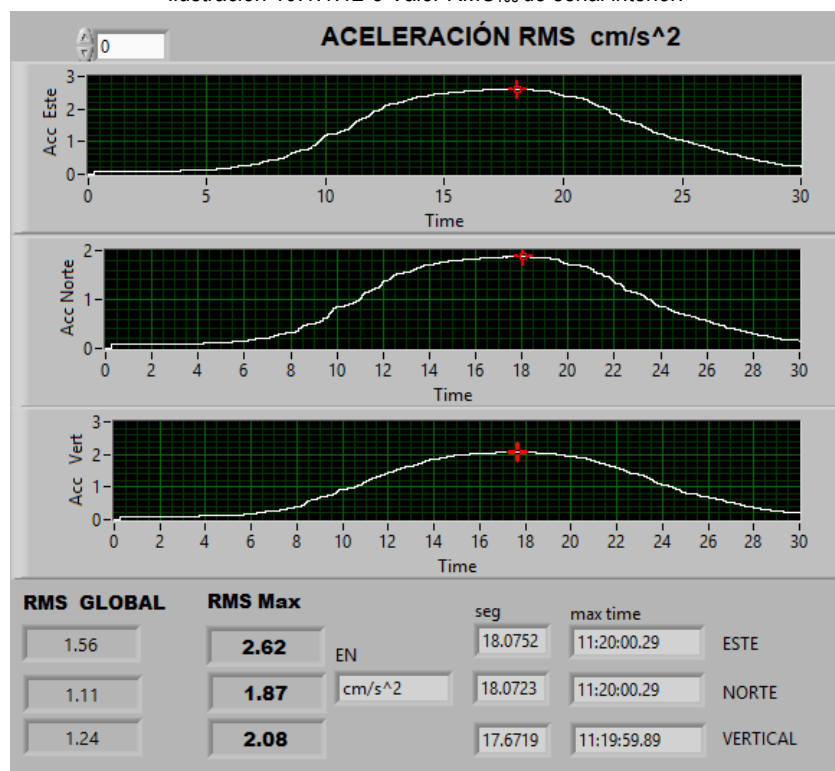 0
ACELERACIÓN RMS cm/s^2
3
2
1
0
Acc Este
0 5 10 15 20 25 30
Time
2
1
0
Acc Norte
0 2 4 6 8 10 12 14 16 18 20 22 24 26 28 30
Time
3
2
1
0
Acc Vert
0 2 4 6 8 10 12 14 16 18 20 22 24 26 28 30
Time
RMS GLOBAL RMS Max seg max time
1.56 2.62 EN 18.0752 11:20:00.29 ESTE
1.11 1.87 cm/s^2 18.0723 11:20:00.29 NORTE
1.24 2.08 17.6719 11:19:59.89 VERTICAL